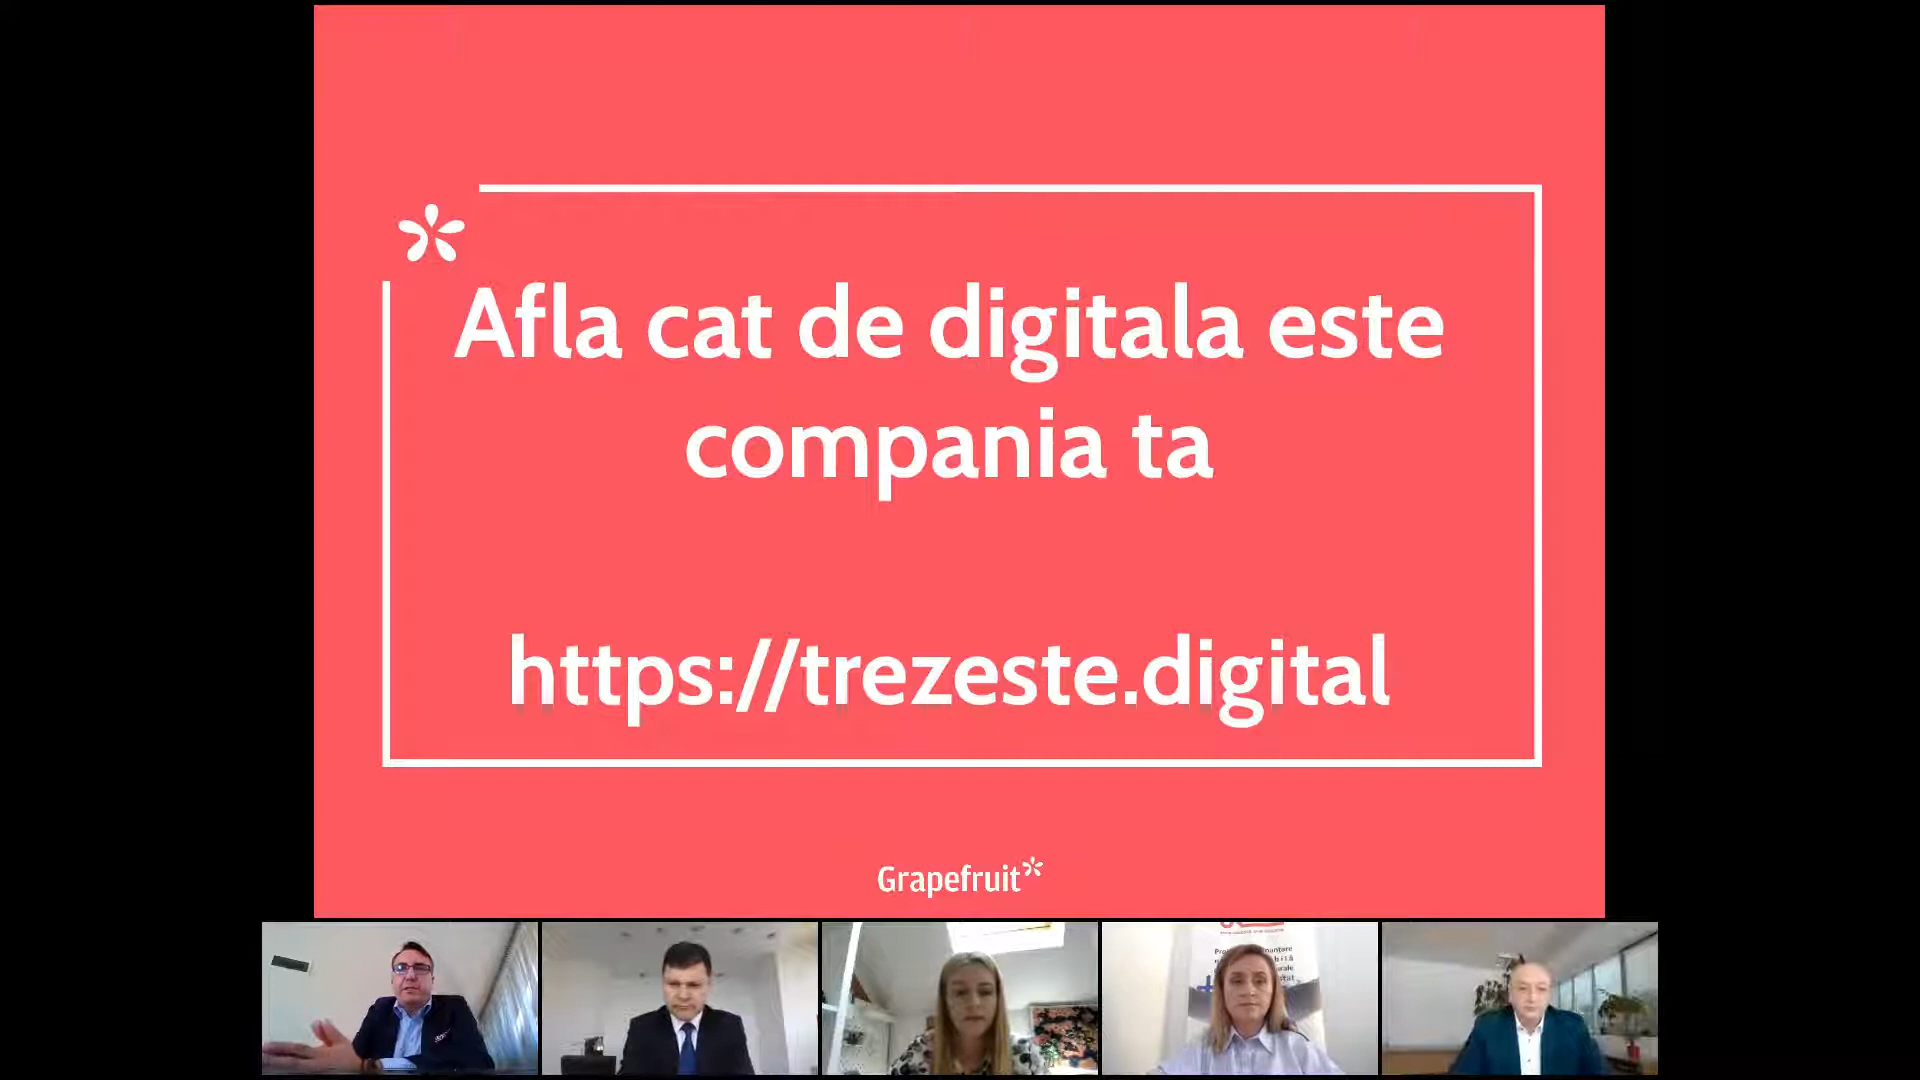 Afla cat de digitala este
compania ta
https://trezeste.digital
Grapefruit